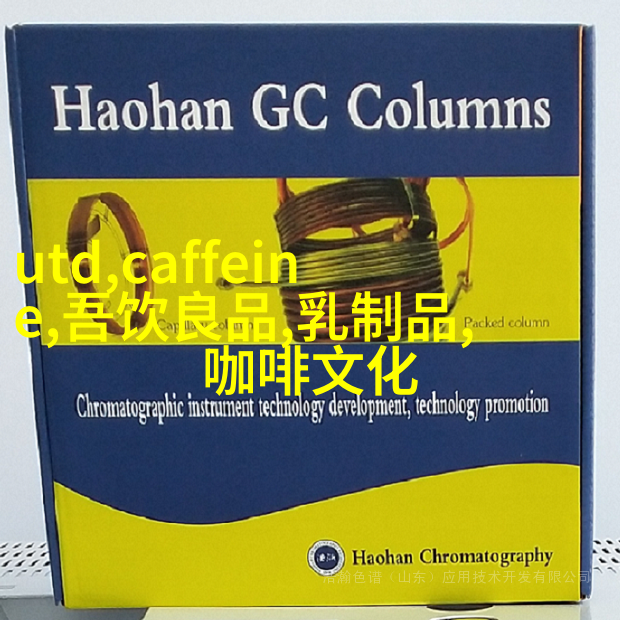 Haohan GC Columns
utd,caffein
e,吾饮良品,乳制品,
咖啡文化
Packed column
Chromatographic instrument technology development, technology promotion
Haohan Chromatography
浩瀚色谱（山东）应用技术开发有限公司